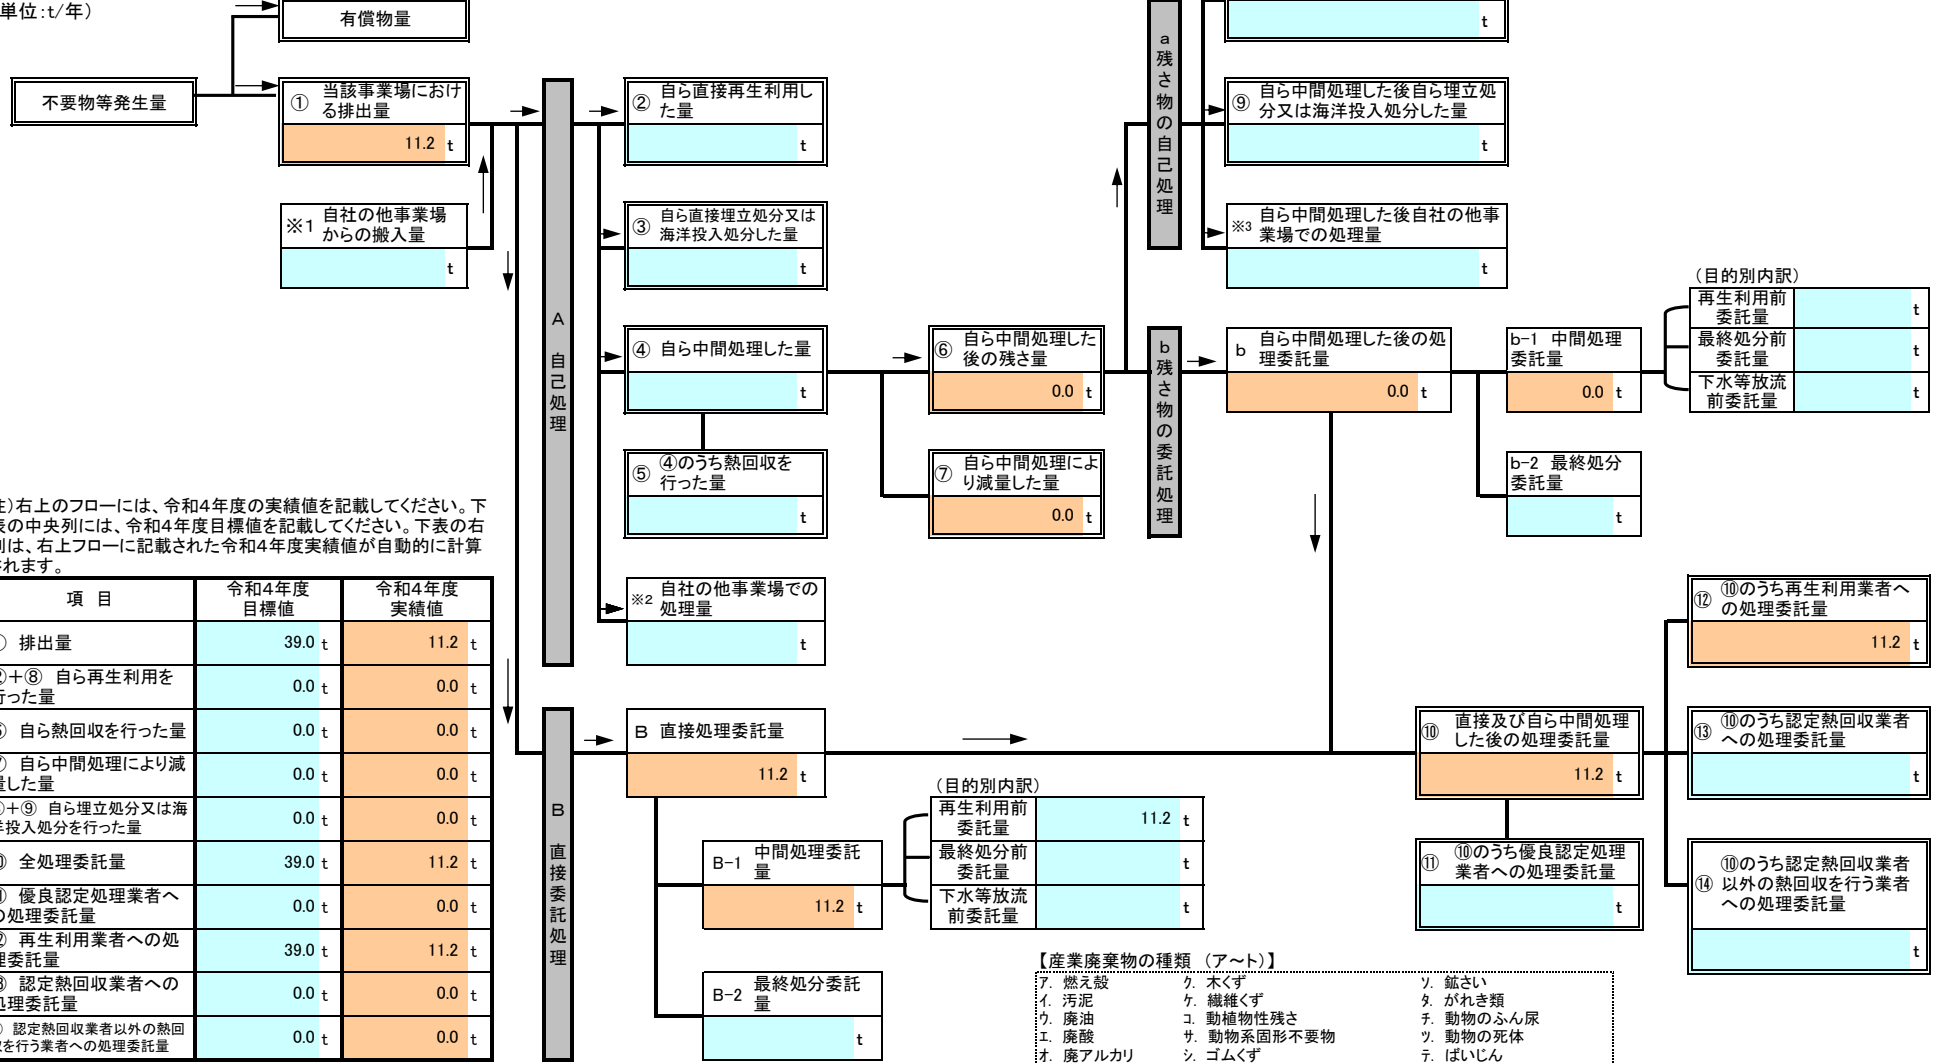 単位:t/年）
有償物量
不要物等発生量
① 当該事業場におけ
る排出量
11.2 t
※1 自社の他事業場
からの搬入量
t
A 自己処理
② 自ら直接再生利用し
た量
t
③ 自ら直接埋立処分又は
海洋投入処分した量
t
④ 自ら中間処理した量
t
⑤ ④のうち熱回収を
行った量
t
※2 自社の他事業場での
処理量
t
⑥ 自ら中間処理した
後の残さ量
0.0 t
⑦ 自ら中間処理によ
り減量した量
0.0 t
a 残さ物の自己処理
t
⑨ 自ら中間処理した後自ら埋立処
分又は海洋投入処分した量
t
※3 自ら中間処理した後自社の他事
業場での処理量
t
b 残さ物の委託処理
b 自ら中間処理した後の処
理委託量
0.0 t
b-1 中間処理
委託量
0.0 t
（目的別内訳）
再生利用前
委託量
t
最終処分前
委託量
t
下水等放流
前委託量
t
b-2 最終処分
委託量
t
)右上のフローには、令和4年度の実績値を記載してください。下
の中央列には、令和4年度目標値を記載してください。下表の右
は、右上フローに記載された令和4年度実績値が自動的に計算
れます。
項 目
令和4年度
目標値
令和4年度
実績値
排出量 39.0 t 11.2 t
+⑧ 自ら再生利用を
った量
0.0 t 0.0 t
自ら熱回収を行った量 0.0 t 0.0 t
自ら中間処理により減
した量
0.0 t 0.0 t
+⑨ 自ら埋立処分又は海
投入処分を行った量
0.0 t 0.0 t
全処理委託量 39.0 t 11.2 t
優良認定処理業者へ
の処理委託量
0.0 t 0.0 t
再生利用業者への処
理委託量
39.0 t 11.2 t
認定熱回収業者への
処理委託量
0.0 t 0.0 t
認定熱回収業者以外の熱回
を行う業者への処理委託量
0.0 t 0.0 t
B 直接委託処理
B 直接処理委託量
11.2 t
B-1 中間処理委託
量
11.2 t
B-2 最終処分委託
量
t
（目的別内訳）
再生利用前
委託量
11.2 t
最終処分前
委託量
t
下水等放流
前委託量
t
⑩ 直接及び自ら中間処理
した後の処理委託量
11.2 t
⑪ ⑩のうち優良認定処理
業者への処理委託量
t
⑫ ⑩のうち再生利用業者へ
の処理委託量
11.2 t
⑬ ⑩のうち認定熱回収業者
への処理委託量
t
⑭ ⑩のうち認定熱回収業者
以外の熱回収を行う業者
への処理委託量
t
【産業廃棄物の種類（ア～ト）】
ア. 燃え殻 ク. 木くず ソ. 鉱さい
イ. 汚泥 ケ. 繊維くず タ. がれき類
ウ. 廃油 コ. 動植物性残さ チ. 動物のふん尿
エ. 廃酸 サ. 動物系固形不要物 ツ. 動物の死体
オ. 廃アルカリ シ. ゴムくず テ. ばいじん